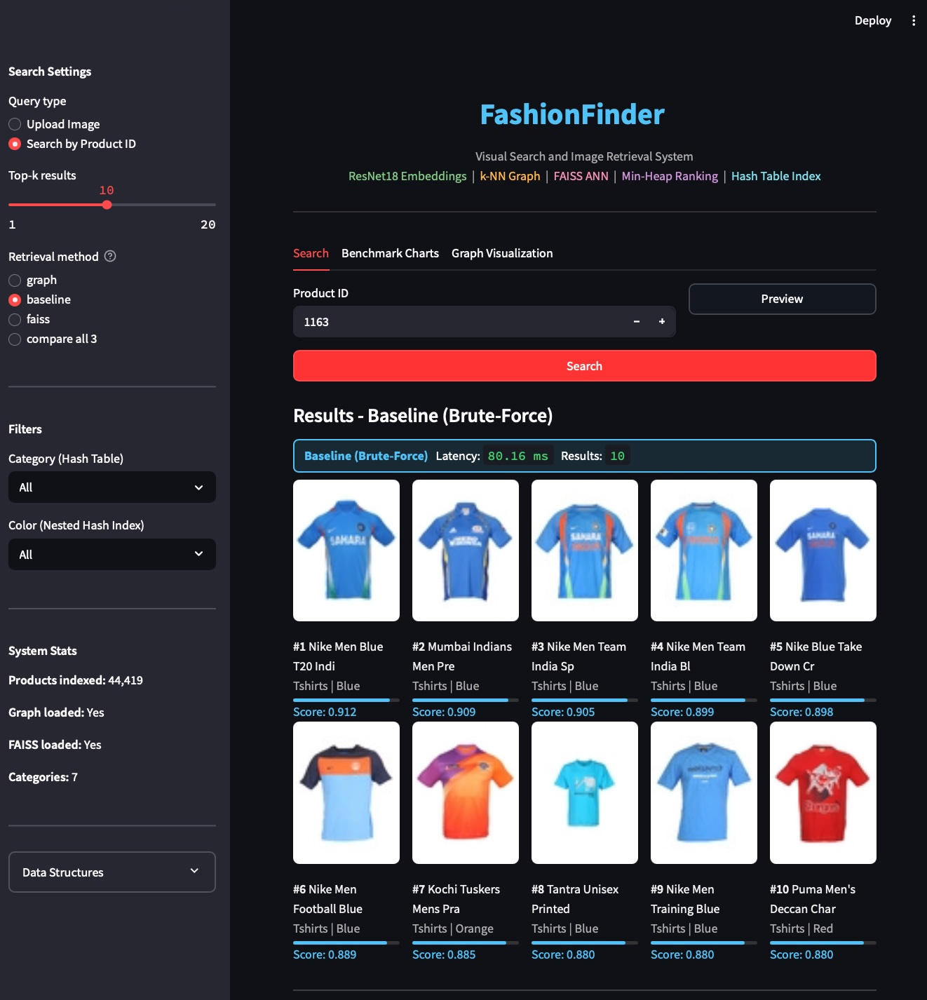 Deploy
Search Settings
Query type
Upload Image
Search by Product ID
Top-k results
10
1 20
Retrieval method
graph
baseline
faiss
compare all 3
Filters
Category (Hash Table)
All
Color (Nested Hash Index)
All
System Stats
Products indexed: 44,419
Graph loaded: Yes
FAISS loaded: Yes
Categories: 7
Data Structures
FashionFinder
Visual Search and Image Retrieval System
ResNet18 Embeddings | k-NN Graph | FAISS ANN | Min-Heap Ranking | Hash Table Index
Search Benchmark Charts Graph Visualization
Product ID
1163
Preview
Search
Results - Baseline (Brute-Force)
Baseline (Brute-Force) Latency: 80.16 ms Results: 10
SAHARA
SAHARA
SAHARA
#1 Nike Men Blue
T20 Indi
Tshirts | Blue
Score: 0.912
#2 Mumbai Indians
Men Pre
Tshirts | Blue
Score: 0.909
#3 Nike Men Team
India Sp
Tshirts | Blue
Score: 0.905
#4 Nike Men Team
India Bl
Tshirts | Blue
Score: 0.899
#5 Nike Blue Take
Down Cr
Tshirts | Blue
Score: 0.898
#6 Nike Men
Football Blue
Tshirts | Blue
Score: 0.889
#7 Kochi Tuskers
Mens Pra
Tshirts | Orange
Score: 0.885
#8 Tantra Unisex
Printed
Tshirts | Blue
Score: 0.880
#9 Nike Men
Training Blue
Tshirts | Blue
Score: 0.880
#10 Puma Men's
Deccan Char
Tshirts | Red
Score: 0.880